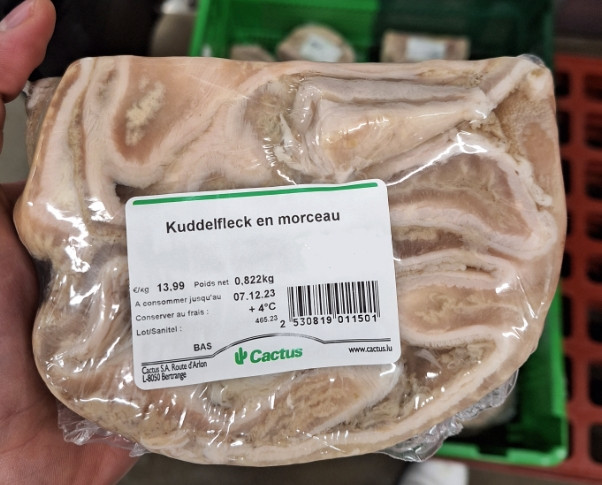 Kuddelfleck en morceau
€/kg 13.99 Poids net 0,822kg
A consommer jusqu'au 07.12.23
Conserver au frais : + 4°C
Lot/Sanitel : 465.23
2 530819 011501
BAS
Cactus S.A. Route d'Arlon
L-8050 Bertrange
Cactus
www.cactus.lu